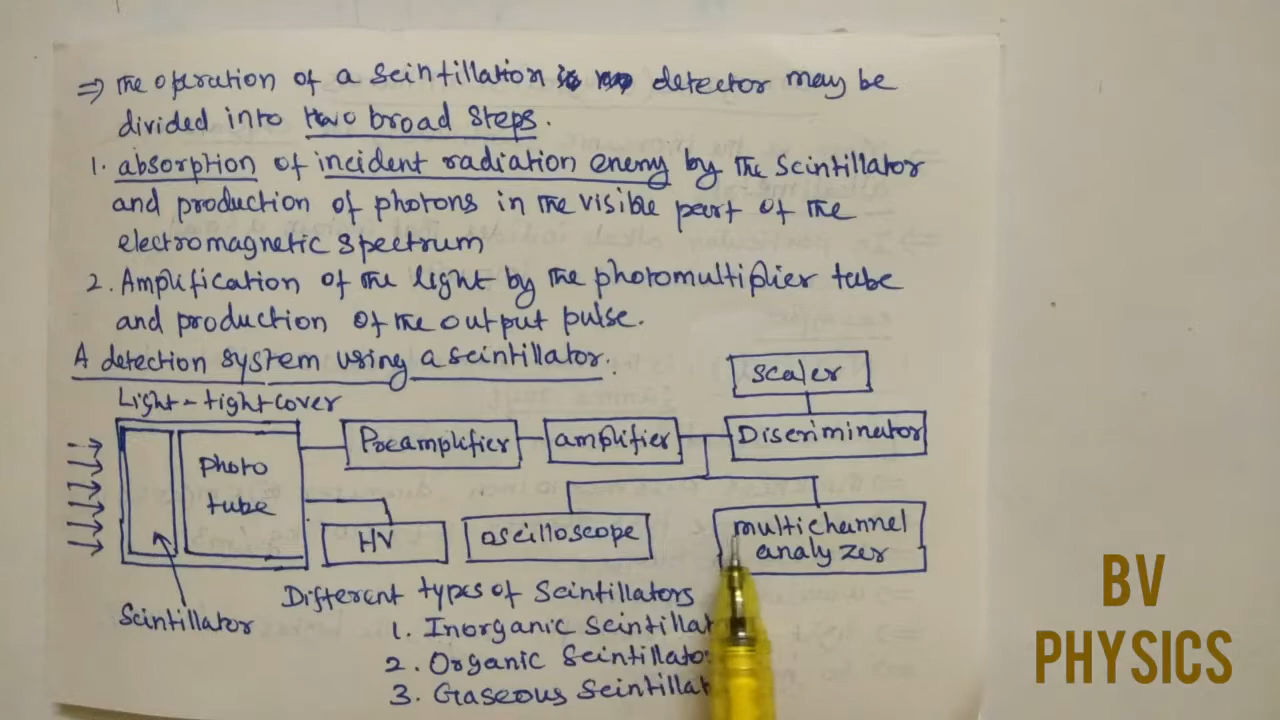 ⇒ The operation of a scintillation detector may be
divided into two broad steps.
1. absorption of incident radiation enemy by the scintillator
and production of photons in the visible part of the
electromagnetic spectrum
2. Amplification of the light by the photomultiplier tube
and production of the output pulse.
A detection system using a scintillator.
Light-tight cover
scaler
Preamplifier
amplifier
Discriminator
photo
tube
HV
oscilloscope
multichannel
analyzer
Scintillator
Different types of Scintillators
1. Inorganic Scintillat
2. Organic Scintillato
3. Gaseous Scintillat
BV
PHYSICS